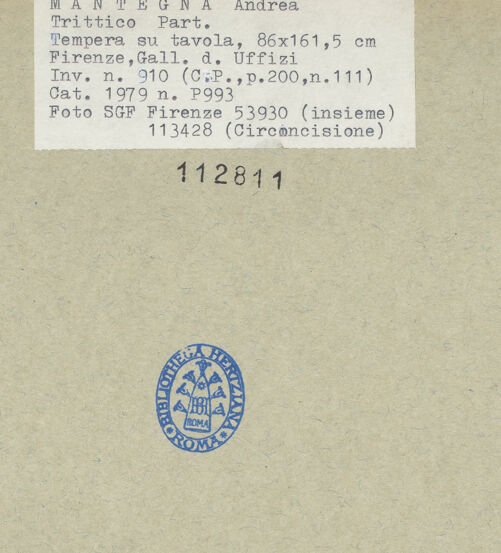 MANTEGNA Andrea
Trittico Part.
Tempera su tavola, 86x161,5 cm
Firenze,Gall. d. Uffizi
Inv. n. 910 (C.P.,p.200,n.111)
Cat. 1979 n. P993
Foto SGF Firenze 53930 (insieme)
113428 (Circoncisione)
112811
BIBLIOTHECA HERTZIANA
BH
ROMA
ROMA